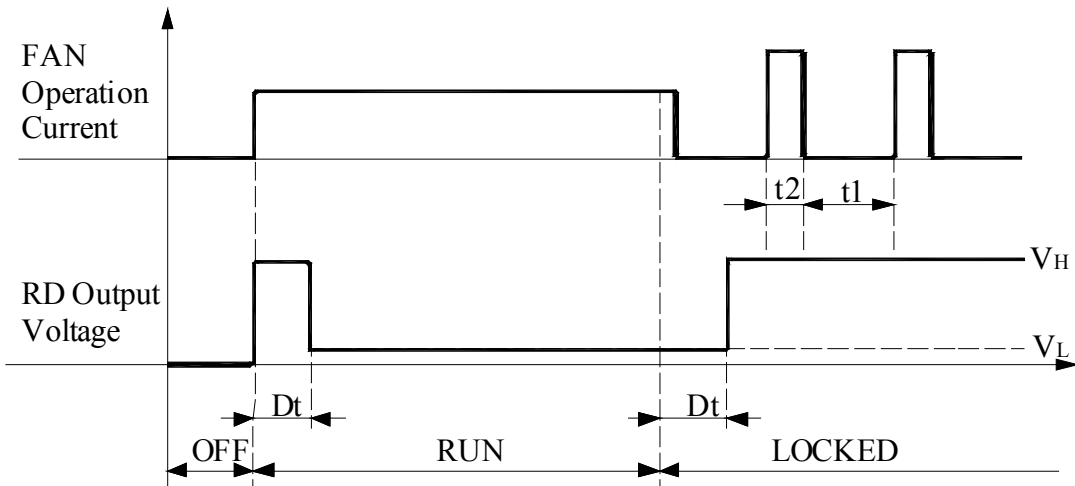 FAN
Operation
Current
t2
t1
VH
RD Output
Voltage
VL
Dt
Dt
OFF
RUN
LOCKED